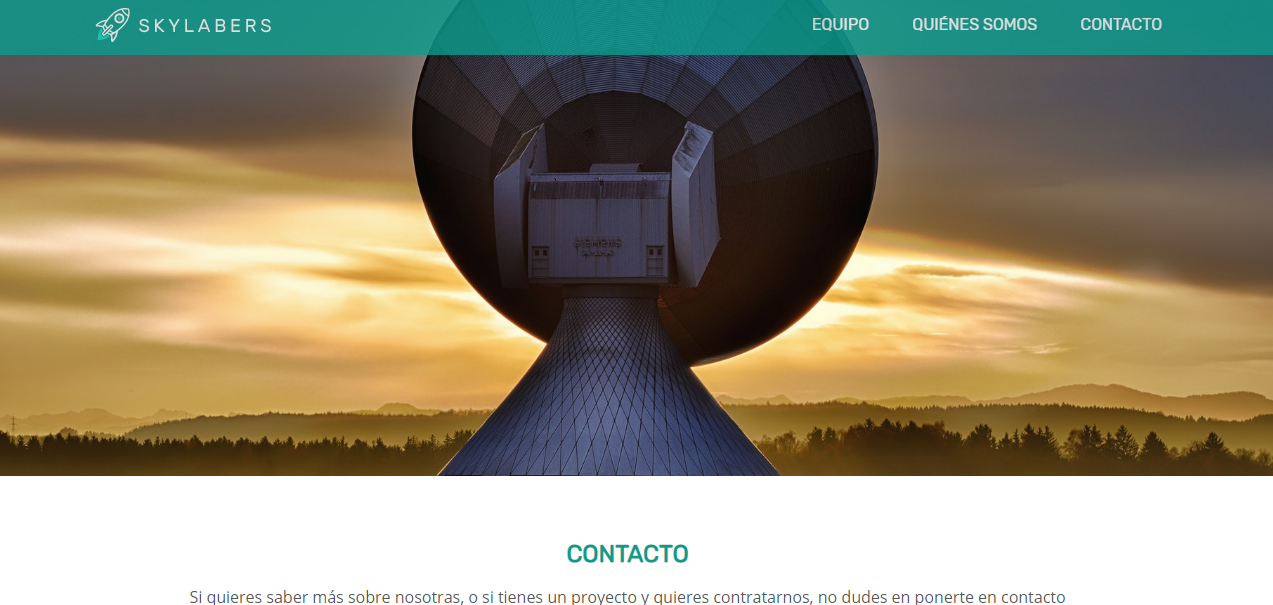 SKYLABERS
EQUIPO QUIÉNES SOMOS CONTACTO
SIEMENS
CONTACTO
Si quieres saber más sobre nosotras, o si tienes un proyecto y quieres contratarnos, no dudes en ponerte en contacto